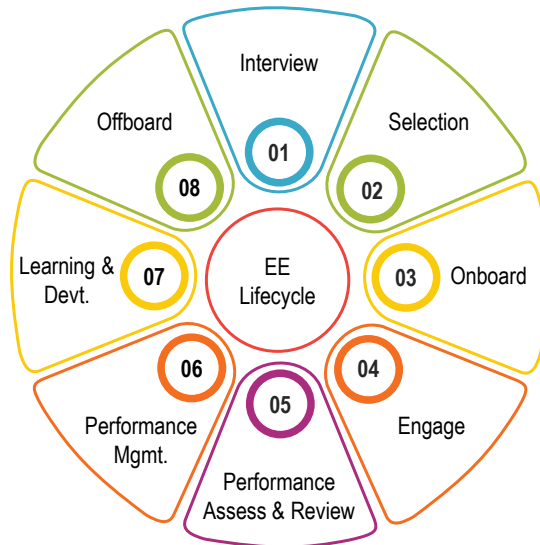 Interview
01
Selection
02
Onboard
03
Engage
04
Performance
Assess & Review
05
Performance
Mgmt.
06
Learning &
Devt.
07
Offboard
08
EE
Lifecycle